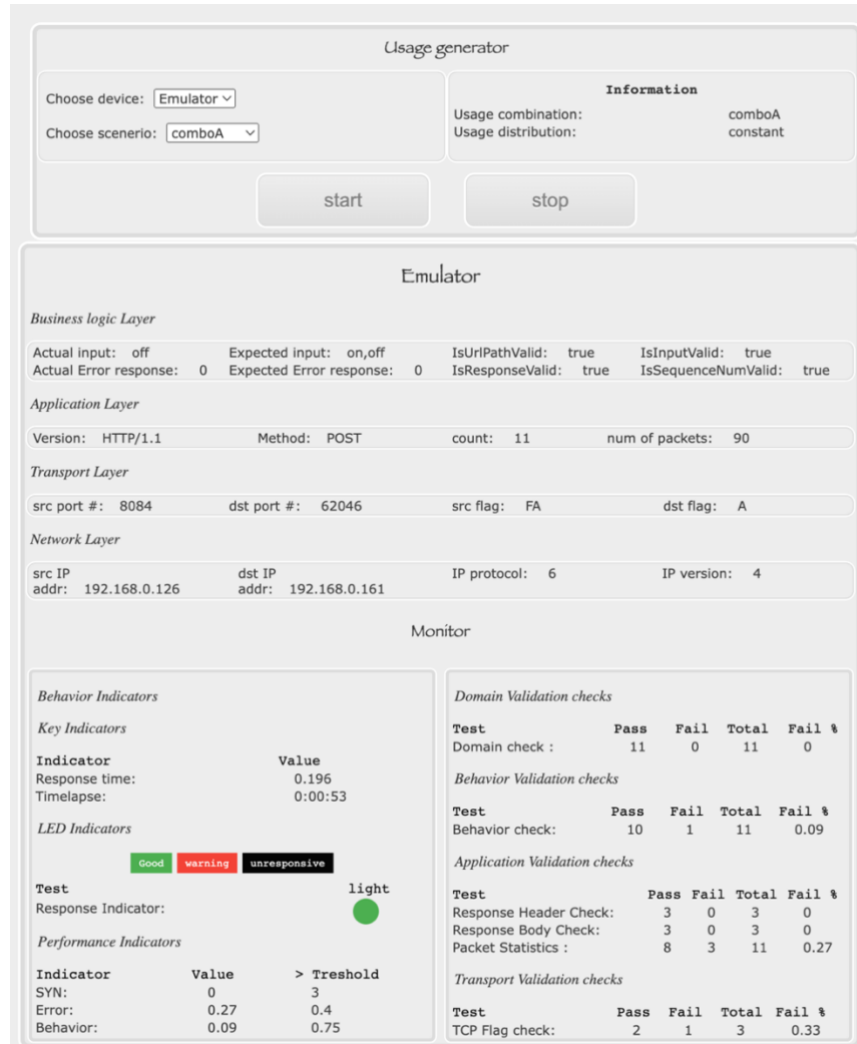 Usage generator
Choose device: Emulator
Choose scenerio: comboA
Information
Usage combination: comboA
Usage distribution: constant
start stop
Emulator
Business logic Layer
Actual input: off Expected input: on,off IsUrlPathValid: true IsInputValid: true
Actual Error response: 0 Expected Error response: 0 IsResponseValid: true IsSequenceNumValid: true
Application Layer
Version: HTTP/1.1 Method: POST count: 11 num of packets: 90
Transport Layer
src port #: 8084 dst port #: 62046 src flag: FA dst flag: A
Network Layer
src IP addr: 192.168.0.126 dst IP addr: 192.168.0.161 IP protocol: 6 IP version: 4
Monitor
Behavior Indicators
Key Indicators
Indicator Value
Response time: 0.196
Timelapse: 0:00:53
LED Indicators
Good warning unresponsive
Test light
Response Indicator:
Performance Indicators
Indicator Value > Treshold
SYN: 0 3
Error: 0.27 0.4
Behavior: 0.09 0.75
Domain Validation checks
Test Pass Fail Total Fail %
Domain check : 11 0 11 0
Behavior Validation checks
Test Pass Fail Total Fail %
Behavior check: 10 1 11 0.09
Application Validation checks
Test Pass Fail Total Fail %
Response Header Check: 3 0 3 0
Response Body Check: 3 0 3 0
Packet Statistics : 8 3 11 0.27
Transport Validation checks
Test Pass Fail Total Fail %
TCP Flag check: 2 1 3 0.33